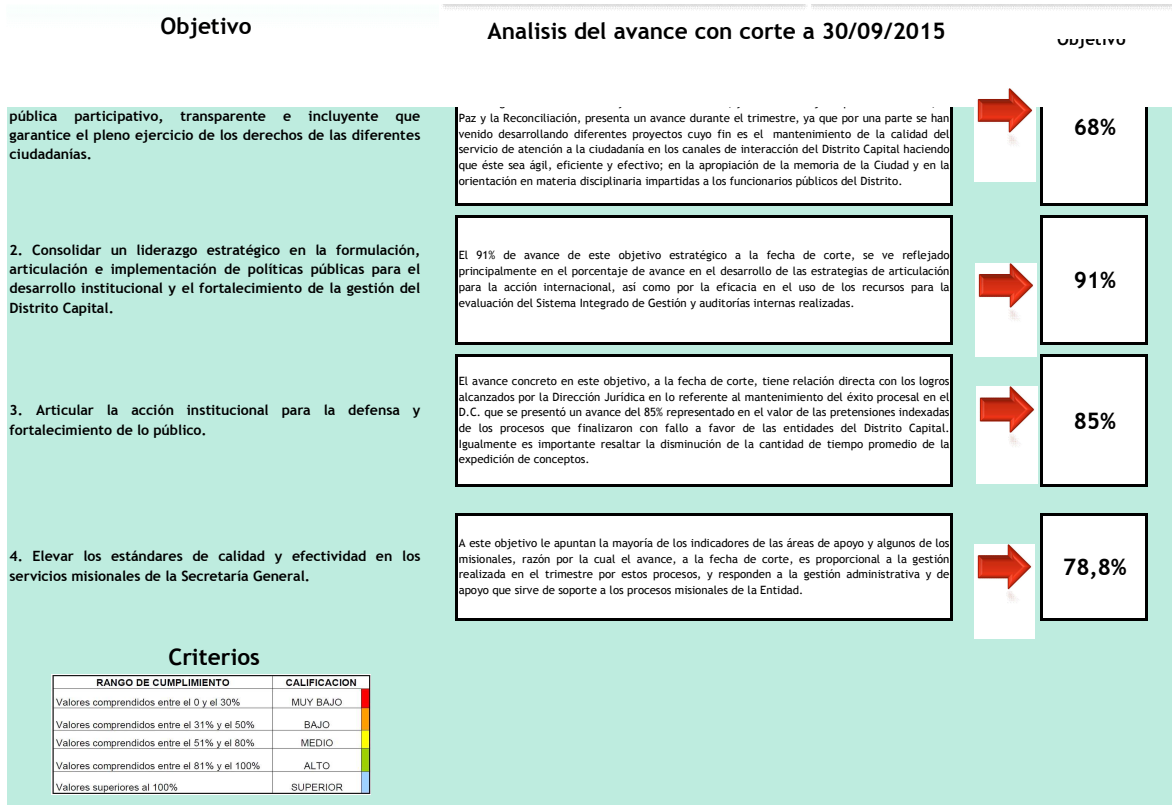 Objetivo
Analisis del avance con corte a 30/09/2015
Objetivo
pública participativo, transparente e incluyente que
garantice el pleno ejercicio de los derechos de las diferentes
ciudadanías.
Paz y la Reconciliación, presenta un avance durante el trimestre, ya que por una parte se han
venido desarrollando diferentes proyectos cuyo fin es el mantenimiento de la calidad del
servicio de atención a la ciudadanía en los canales de interacción del Distrito Capital haciendo
que éste sea ágil, eficiente y efectivo; en la apropiación de la memoria de la Ciudad y en la
orientación en materia disciplinaria impartidas a los funcionarios públicos del Distrito.
68%
2. Consolidar un liderazgo estratégico en la formulación,
articulación e implementación de políticas públicas para el
desarrollo institucional y el fortalecimiento de la gestión del
Distrito Capital.
El 91% de avance de este objetivo estratégico a la fecha de corte, se ve reflejado
principalmente en el porcentaje de avance en el desarrollo de las estrategias de articulación
para la acción internacional, así como por la eficacia en el uso de los recursos para la
evaluación del Sistema Integrado de Gestión y auditorías internas realizadas.
91%
3. Articular la acción institucional para la defensa y
fortalecimiento de lo público.
El avance concreto en este objetivo, a la fecha de corte, tiene relación directa con los logros
alcanzados por la Dirección Jurídica en lo referente al mantenimiento del éxito procesal en el
D.C. que se presentó un avance del 85% representado en el valor de las pretensiones indexadas
de los procesos que finalizaron con fallo a favor de las entidades del Distrito Capital.
Igualmente es importante resaltar la disminución de la cantidad de tiempo promedio de la
expedición de conceptos.
85%
4. Elevar los estándares de calidad y efectividad en los
servicios misionales de la Secretaría General.
A este objetivo le apuntan la mayoría de los indicadores de las áreas de apoyo y algunos de los
misionales, razón por la cual el avance, a la fecha de corte, es proporcional a la gestión
realizada en el trimestre por estos procesos, y responden a la gestión administrativa y de
apoyo que sirve de soporte a los procesos misionales de la Entidad.
78,8%
Criterios
RANGO DE CUMPLIMIENTO CALIFICACION
Valores comprendidos entre el 0 y el 30% MUY BAJO
Valores comprendidos entre el 31% y el 50% BAJO
Valores comprendidos entre el 51% y el 80% MEDIO
Valores comprendidos entre el 81% y el 100% ALTO
Valores superiores al 100% SUPERIOR